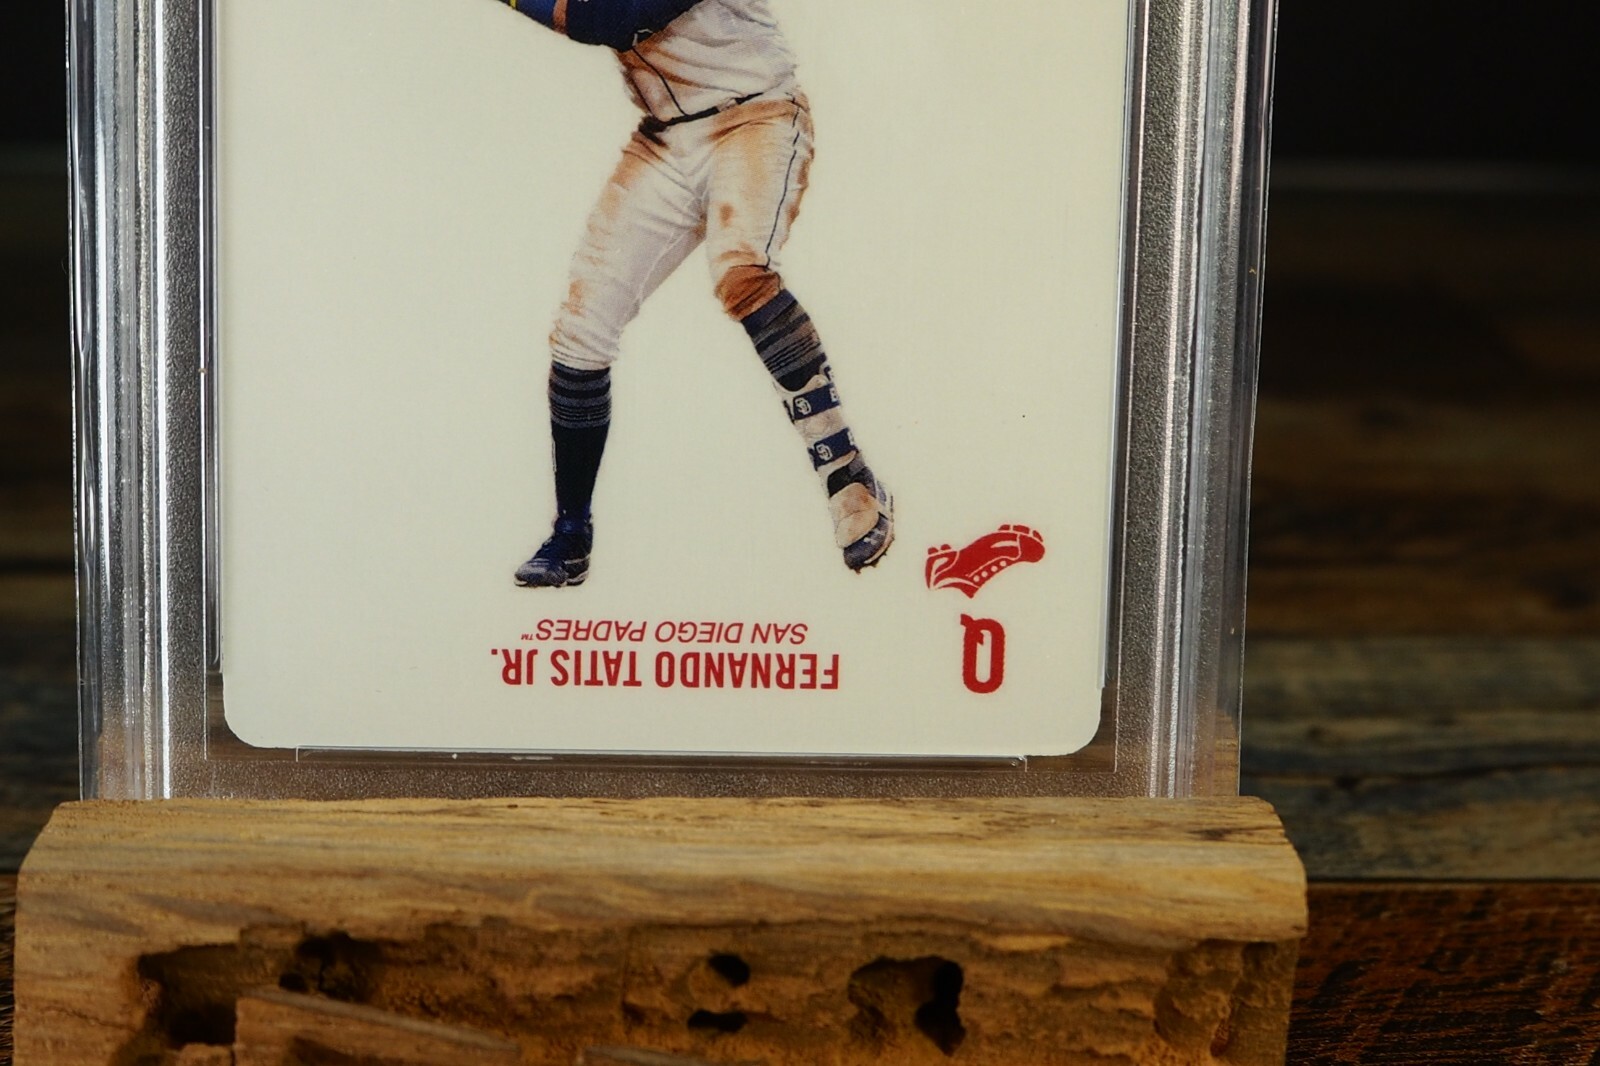 Q
FERNANDO TATIS JR.
SAN DIEGO PADRES™